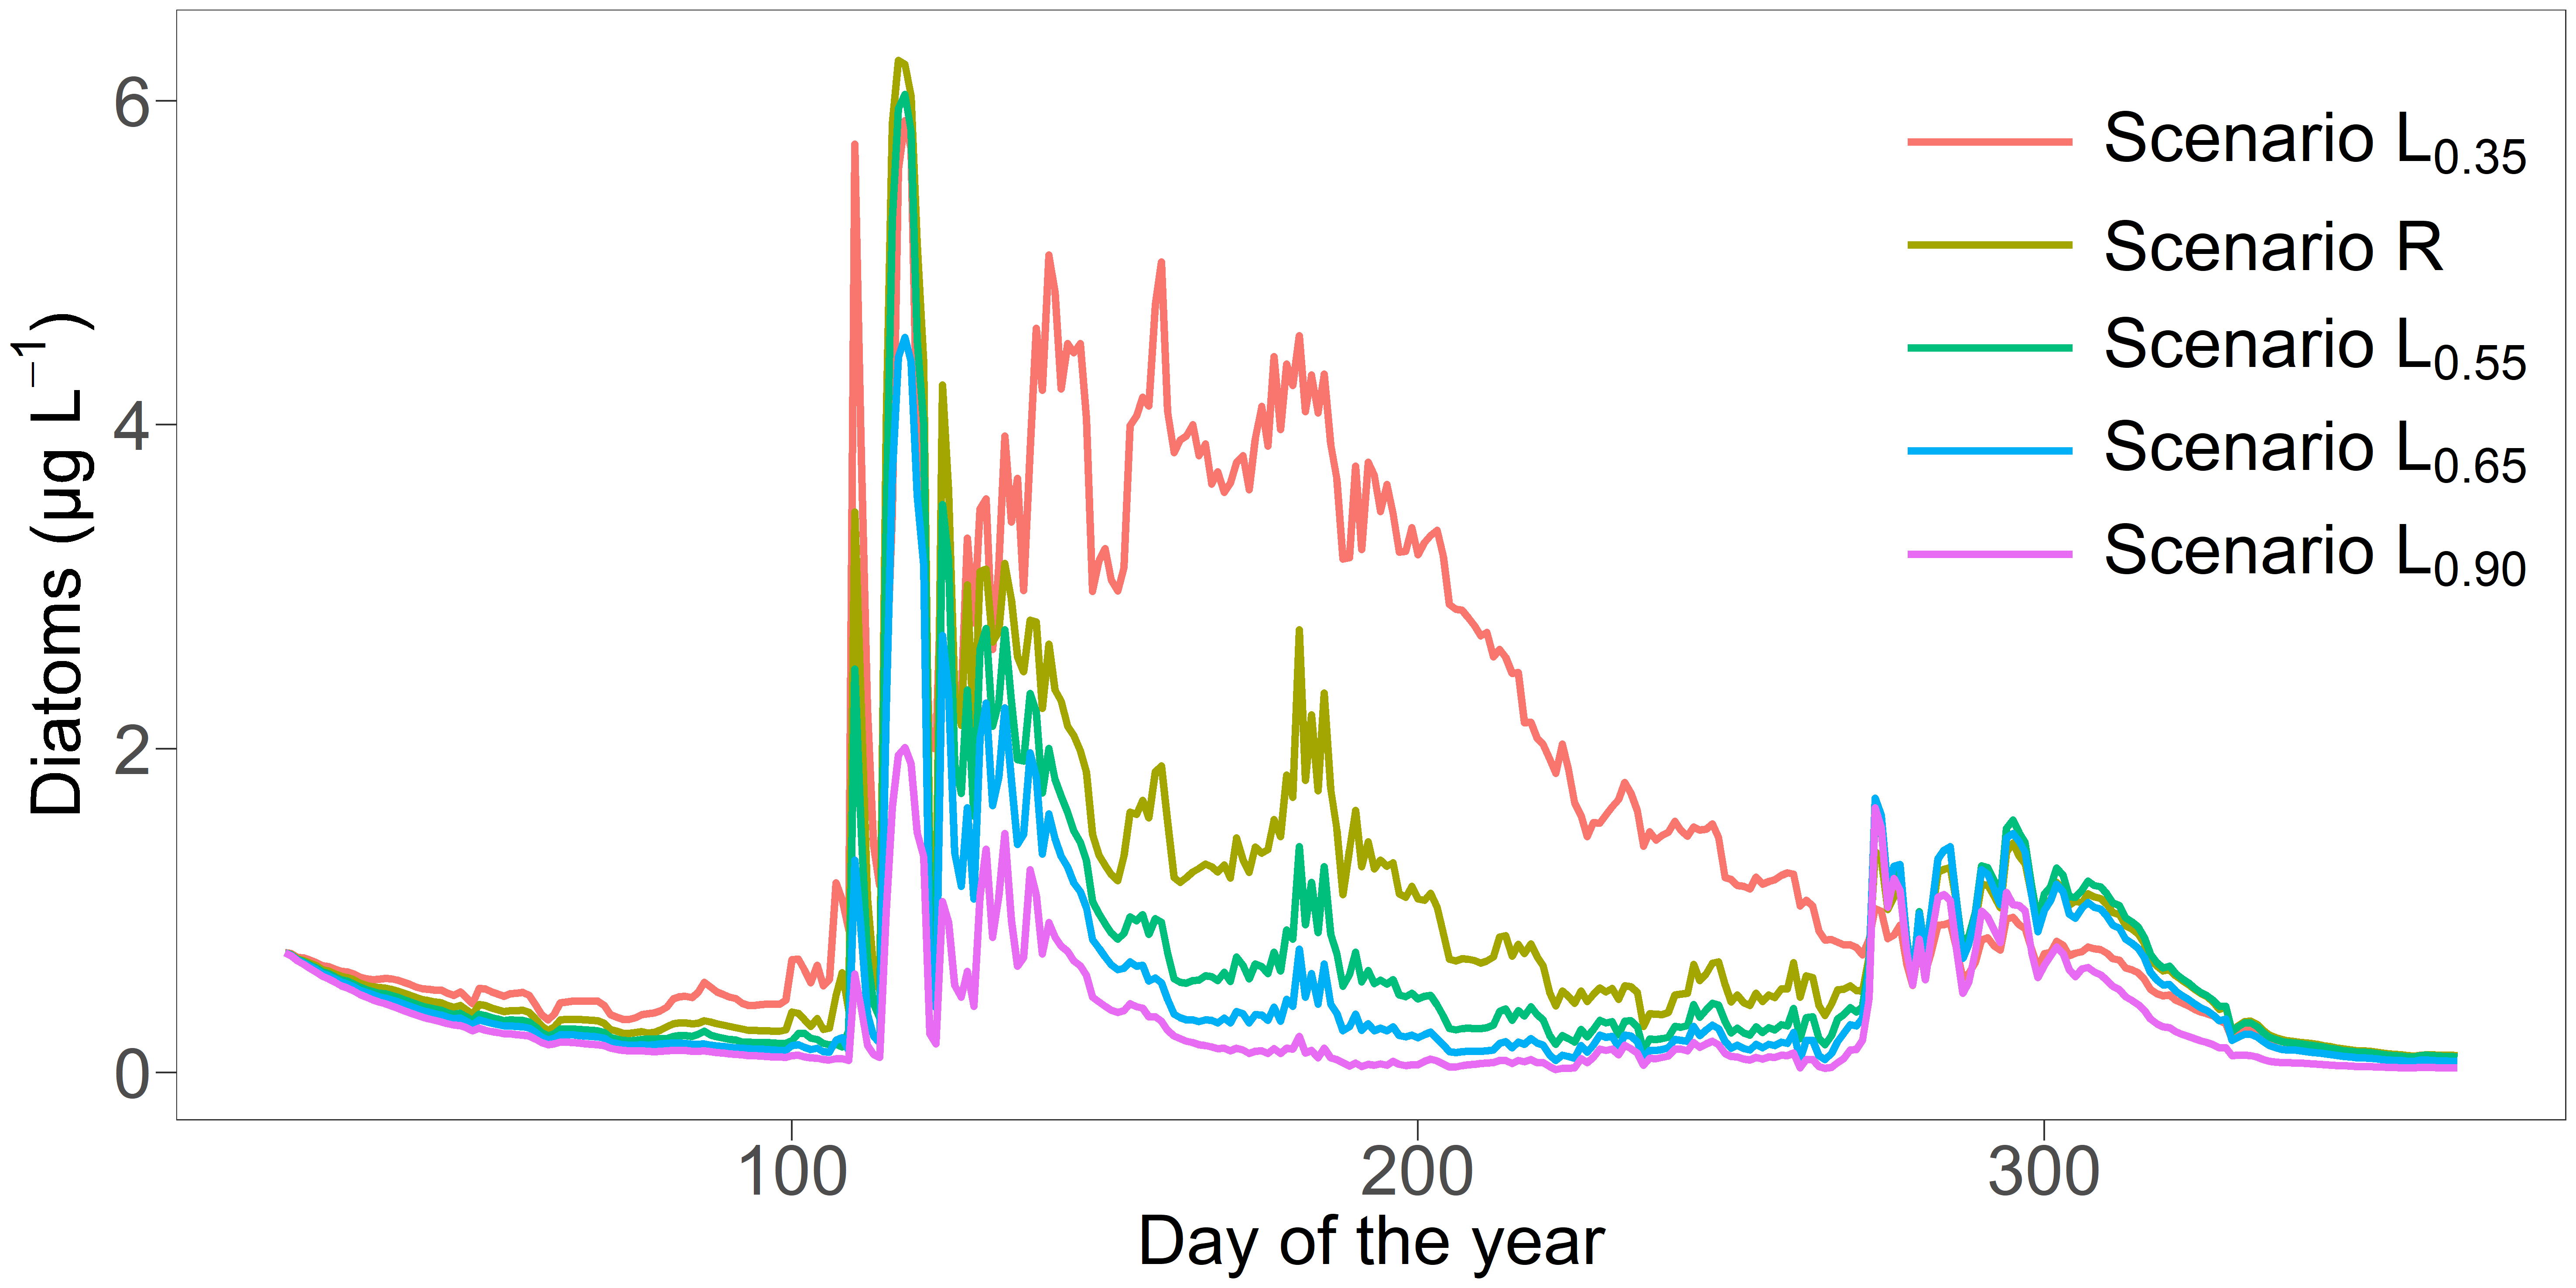 Diatoms (µg L⁻¹)
6
4
2
0
Scenario L₀.₃₅
Scenario R
Scenario L₀.₅₅
Scenario L₀.₆₅
Scenario L₀.₉₀
100 200 300
Day of the year